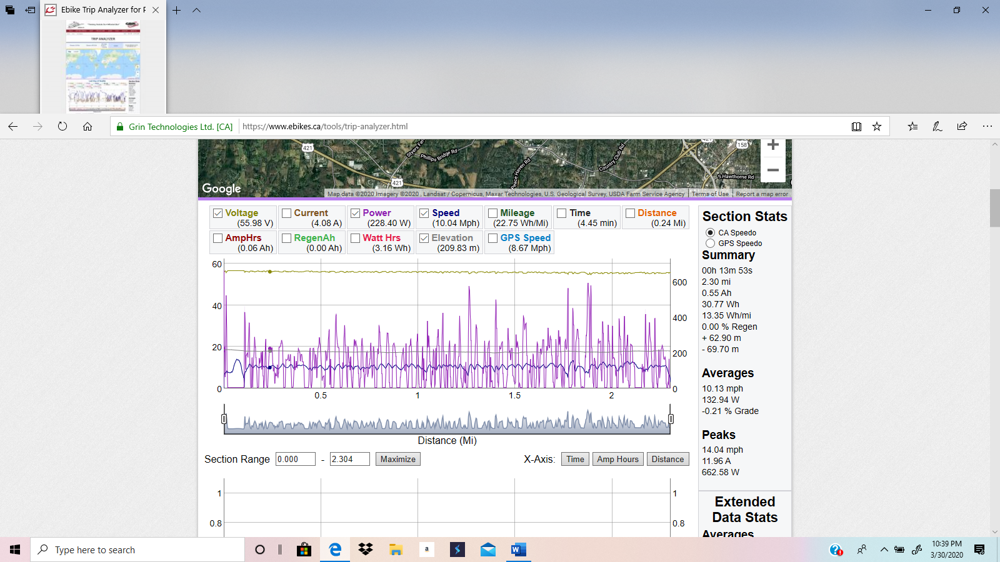 Ebike Trip Analyzer for
TRIP ANALYZER
Grin Technologies Ltd. [CA]
https://www.ebikes.ca/tools/trip-analyzer.html
421
Phillips Bridge Rd
Peace Haven Rd
Country Club Rd
158
421
S Hawthorne Rd
Google
Map data ©2020 Imagery ©2020 , Landsat / Copernicus, Maxar Technologies, U.S. Geological Survey, USDA Farm Service Agency
Terms of Use
Report a map error
Voltage
(55.98 V)
Current
(4.08 A)
Power
(228.40 W)
Speed
(10.04 Mph)
Mileage
(22.75 Wh/Mi)
Time
(4.45 min)
Distance
(0.24 Mi)
AmpHrs
(0.06 Ah)
RegenAh
(0.00 Ah)
Watt Hrs
(3.16 Wh)
Elevation
(209.83 m)
GPS Speed
(8.67 Mph)
60
40
20
0
600
400
200
0
0.5
1
1.5
2
Distance (Mi)
Section Range 0.000 - 2.304 Maximize
X-Axis: Time Amp Hours Distance
1
0.8
1
0.8
Section Stats
CA Speedo
GPS Speedo
Summary
00h 13m 53s
2.30 mi
0.55 Ah
30.77 Wh
13.35 Wh/mi
0.00 % Regen
+ 62.90 m
- 69.70 m
Averages
10.13 mph
132.94 W
-0.21 % Grade
Peaks
14.04 mph
11.96 A
662.58 W
Extended
Data Stats
Averages
Type here to search
10:39 PM
3/30/2020